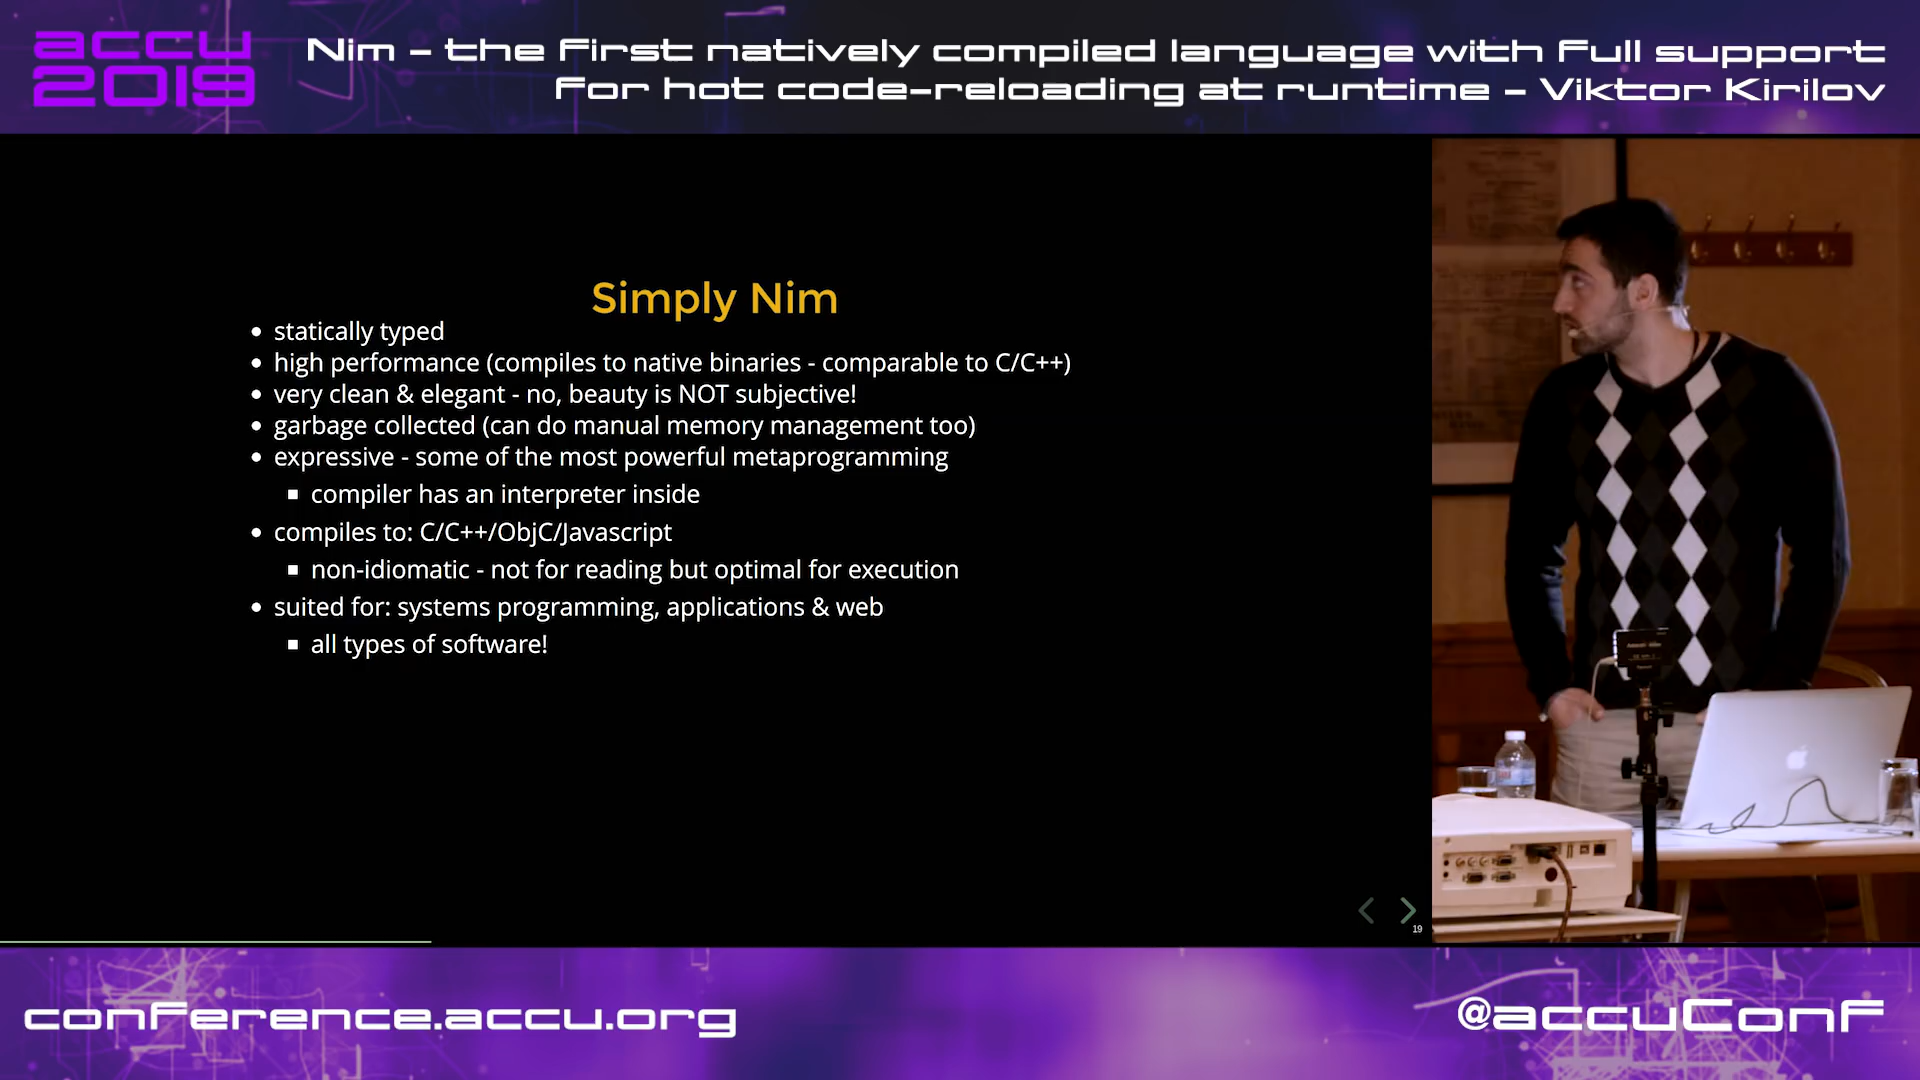 accu
2019
Nim – the first natively compiled language with full support
for hot code-reloading at runtime – Viktor Kirilov
Simply Nim
• statically typed
• high performance (compiles to native binaries - comparable to C/C++)
• very clean & elegant - no, beauty is NOT subjective!
• garbage collected (can do manual memory management too)
• expressive - some of the most powerful metaprogramming
▪ compiler has an interpreter inside
• compiles to: C/C++/ObjC/Javascript
▪ non-idiomatic - not for reading but optimal for execution
• suited for: systems programming, applications & web
▪ all types of software!
19
conference.accu.org
@accuConf